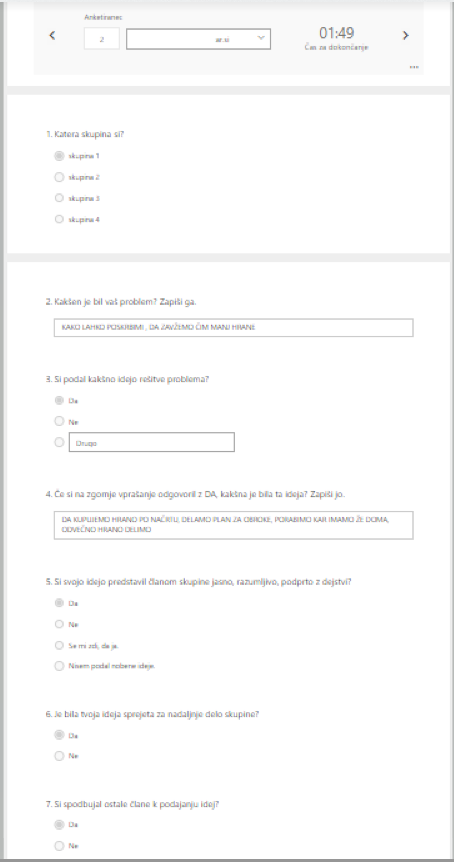 Anketiranec
2
ar.si
01:49
Čas za dokončanje
1. Katera skupina si?
skupina 1
skupina 2
skupina 3
skupina 4
2. Kakšen je bil vaš problem? Zapiši ga.
KAKO LAHKO POSKRBIMI , DA ZAVŽEMO ČIM MANJ HRANE
3. Si podal kakšno idejo rešitve problema?
Da
Ne
Drugo
4. Če si na zgornje vprašanje odgovoril z DA, kakšna je bila ta ideja? Zapiši jo.
DA KUPUJEMO HRANO PO NAČRTU, DELAMO PLAN ZA OBROKE, PORABIMO KAR IMAMO ŽE DOMA,
ODVEČNO HRANO DELIMO
5. Si svojo idejo predstavil članom skupine jasno, razumljivo, podprto z dejstvi?
Da
Ne
Se mi zdi, da ja.
Nisem podal nobene ideje.
6. Je bila tvoja ideja sprejeta za nadaljnje delo skupine?
Da
Ne
7. Si spodbujal ostale člane k podajanju idej?
Da
Ne